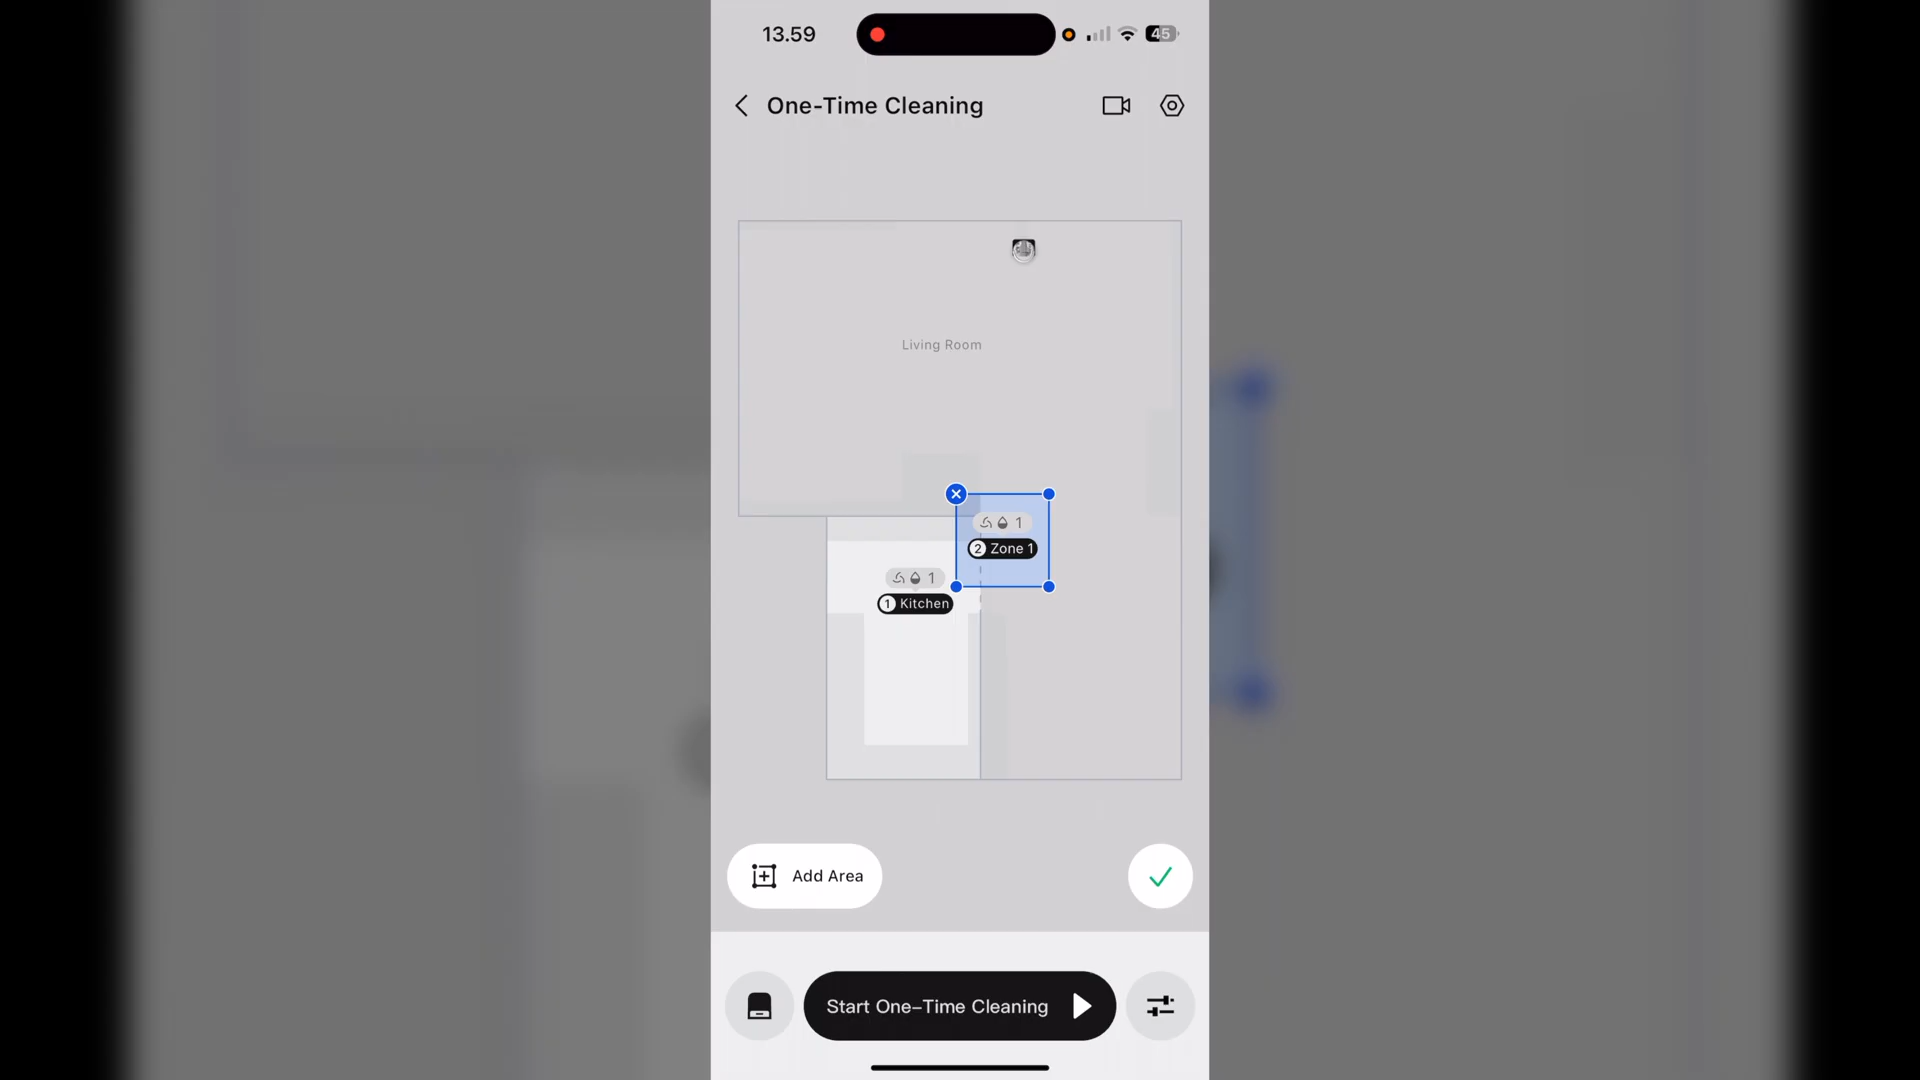 13.59
45
One-Time Cleaning
Living Room
1
2 Zone 1
1
1 Kitchen
Add Area
Start One-Time Cleaning